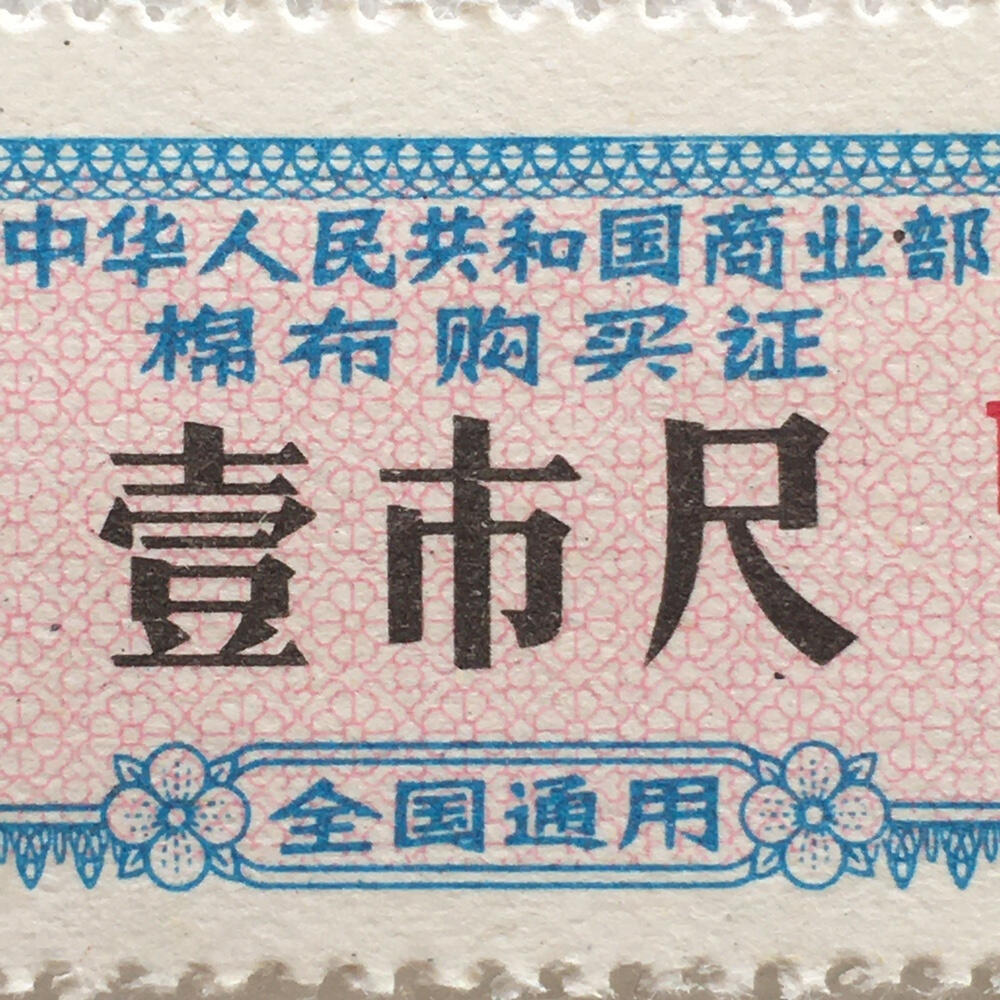 中华人民共和国商业部
棉布购买证
壹市尺
全国通用